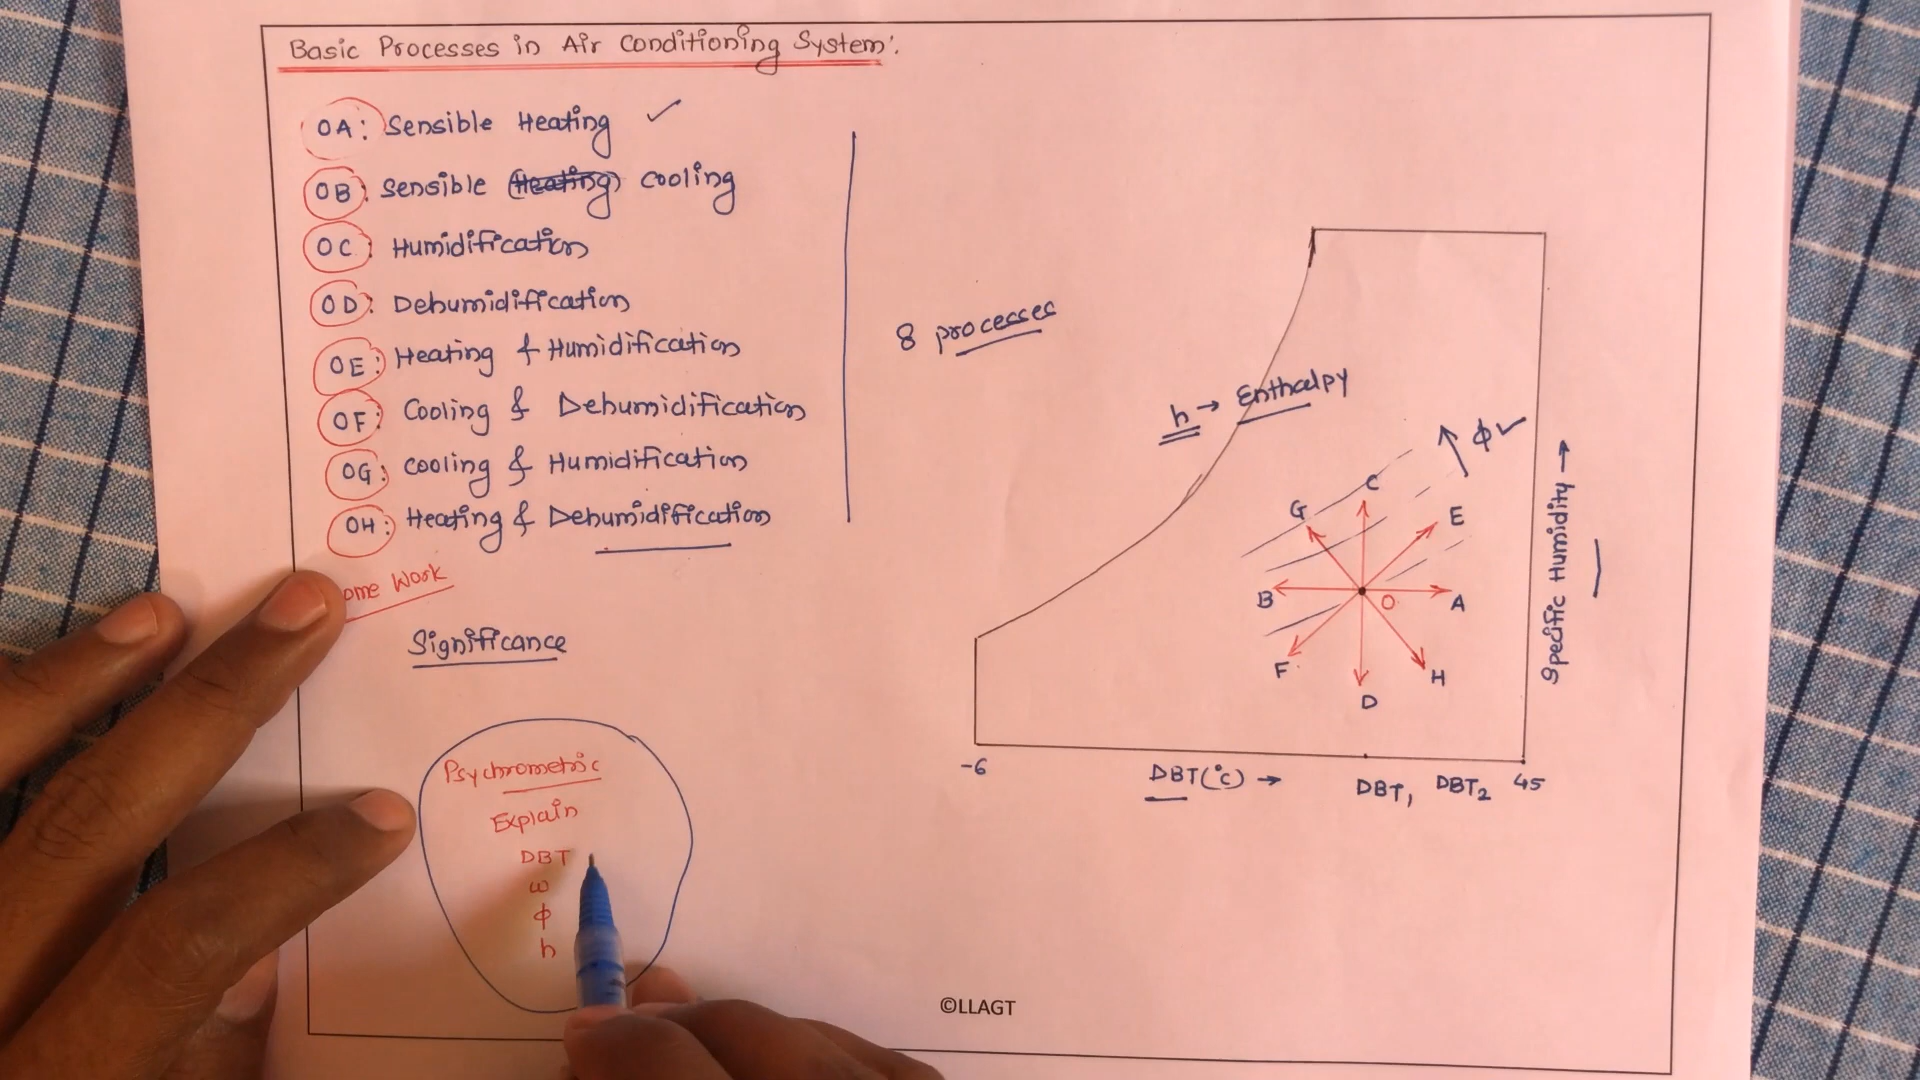 Basic Processes in Air Conditioning System.
OA: Sensible Heating ✓
OB: Sensible (Heating) cooling
OC: Humidification
OD: Dehumidification
OE: Heating & Humidification
OF: Cooling & Dehumidification
OG: Cooling & Humidification
OH: Heating & Dehumidification
ome Work
Significance
Psychrometric
Explain
DBT
ω
ϕ
h
8 processes
h → Enthalpy
ϕ ✓
C
G
E
B
O
A
F
H
D
Specific Humidity →
-6
DBT(°c) →
DBT1
DBT2
45
©LLAGT